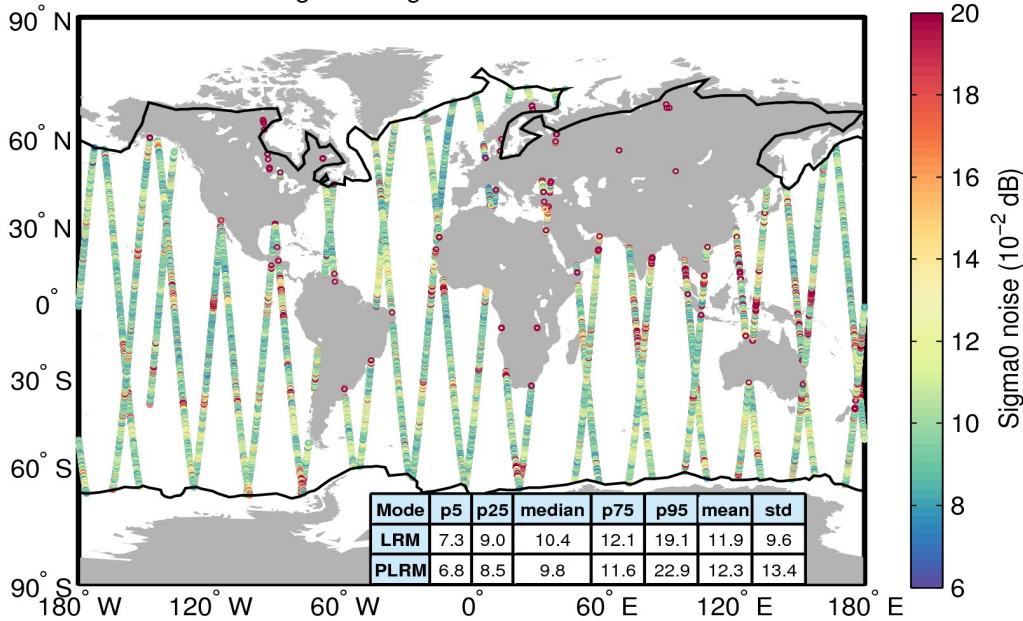 90° N
60° N
30° N
0°
30° S
60° S
90° S
180° W
120° W
60° W
0°
60° E
120° E
180° E
Mode p5 p25 median p75 p95 mean std
LRM 7.3 9.0 10.4 12.1 19.1 11.9 9.6
PLRM 6.8 8.5 9.8 11.6 22.9 12.3 13.4
20
18
16
14
12
10
8
6
Sigma0 noise (10⁻² dB)